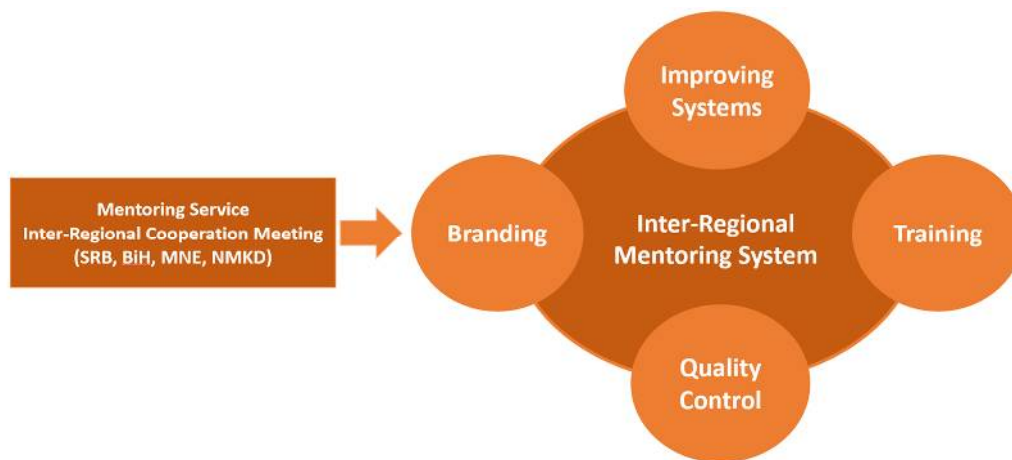 Mentoring Service
Inter-Regional Cooperation Meeting
(SRB, BiH, MNE, NMKD)
Improving
Systems
Branding
Inter-Regional
Mentoring System
Training
Quality
Control